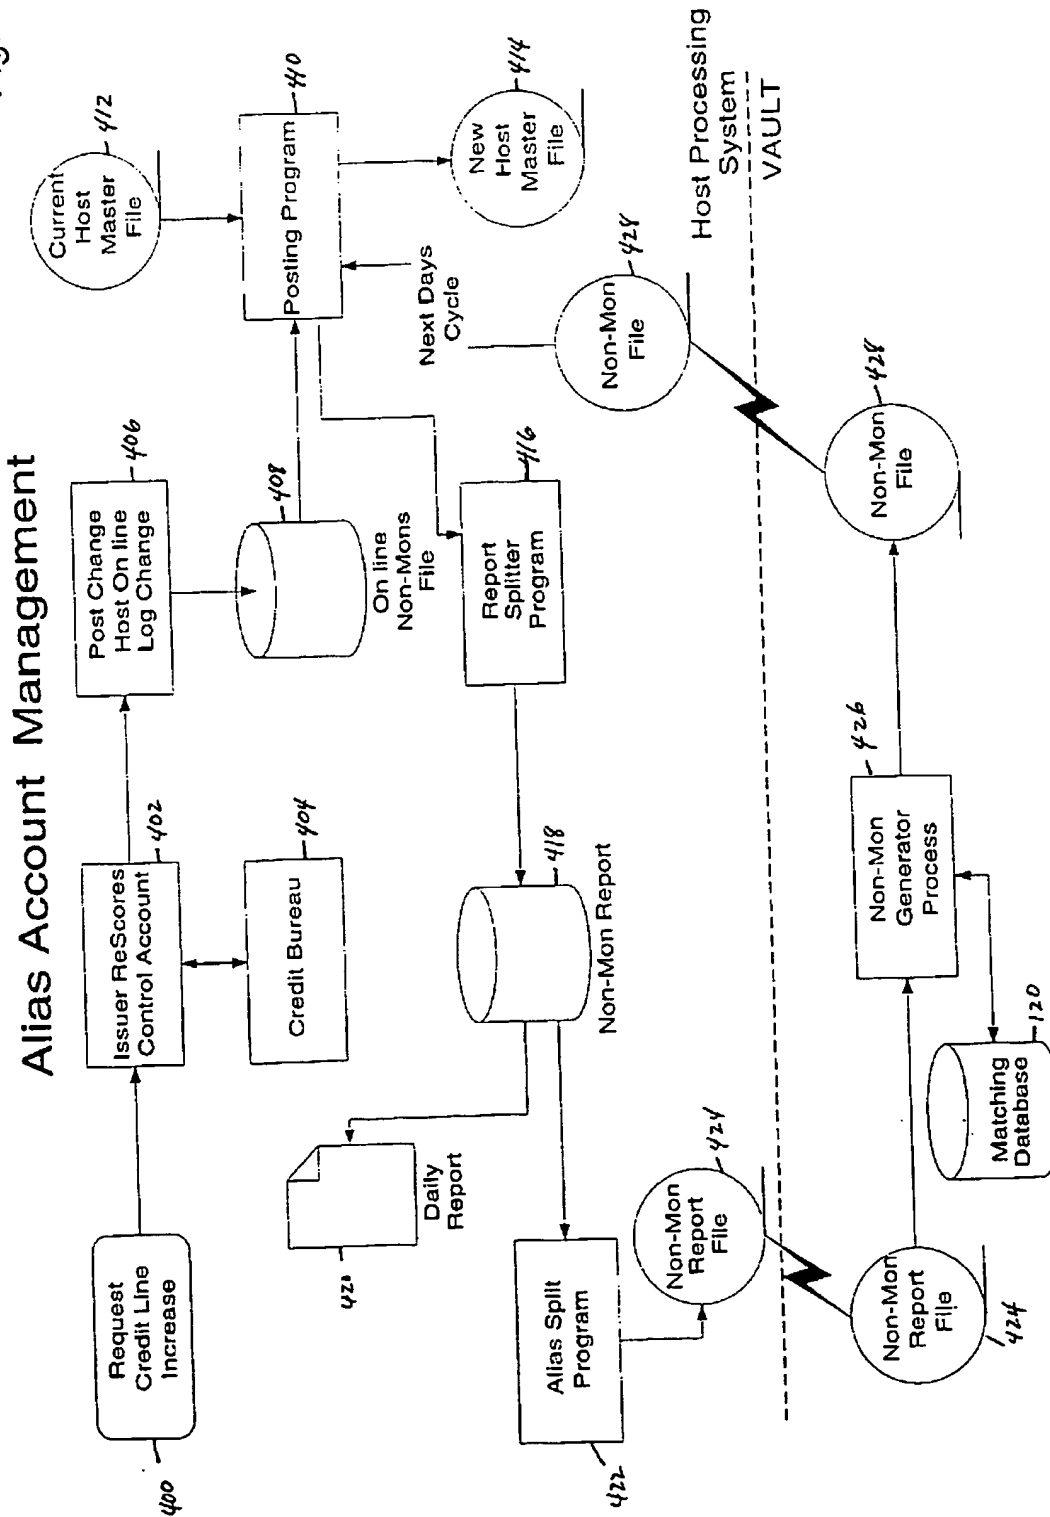 Alias Account Management
Request
Credit Line
Increase
400
Issuer ReScores
Control Account
402
Credit Bureau
404
Post Change
Host On line
Log Change
406
408
On line
Non-Mons
File
Current
Host
Master
File
412
Posting Program
410
New
Host
Master
File
414
Next Days
Cycle
Report
Splitter
Program
416
418
Non-Mon Report
Daily
Report
420
Alias Split
Program
422
Non-Mon
Report
File
424
Non-Mon
File
428
Host Processing
System
VAULT
Non-Mon
Report
File
424
Matching
Database
120
Non-Mon
Generator
Process
426
Non-Mon
File
428